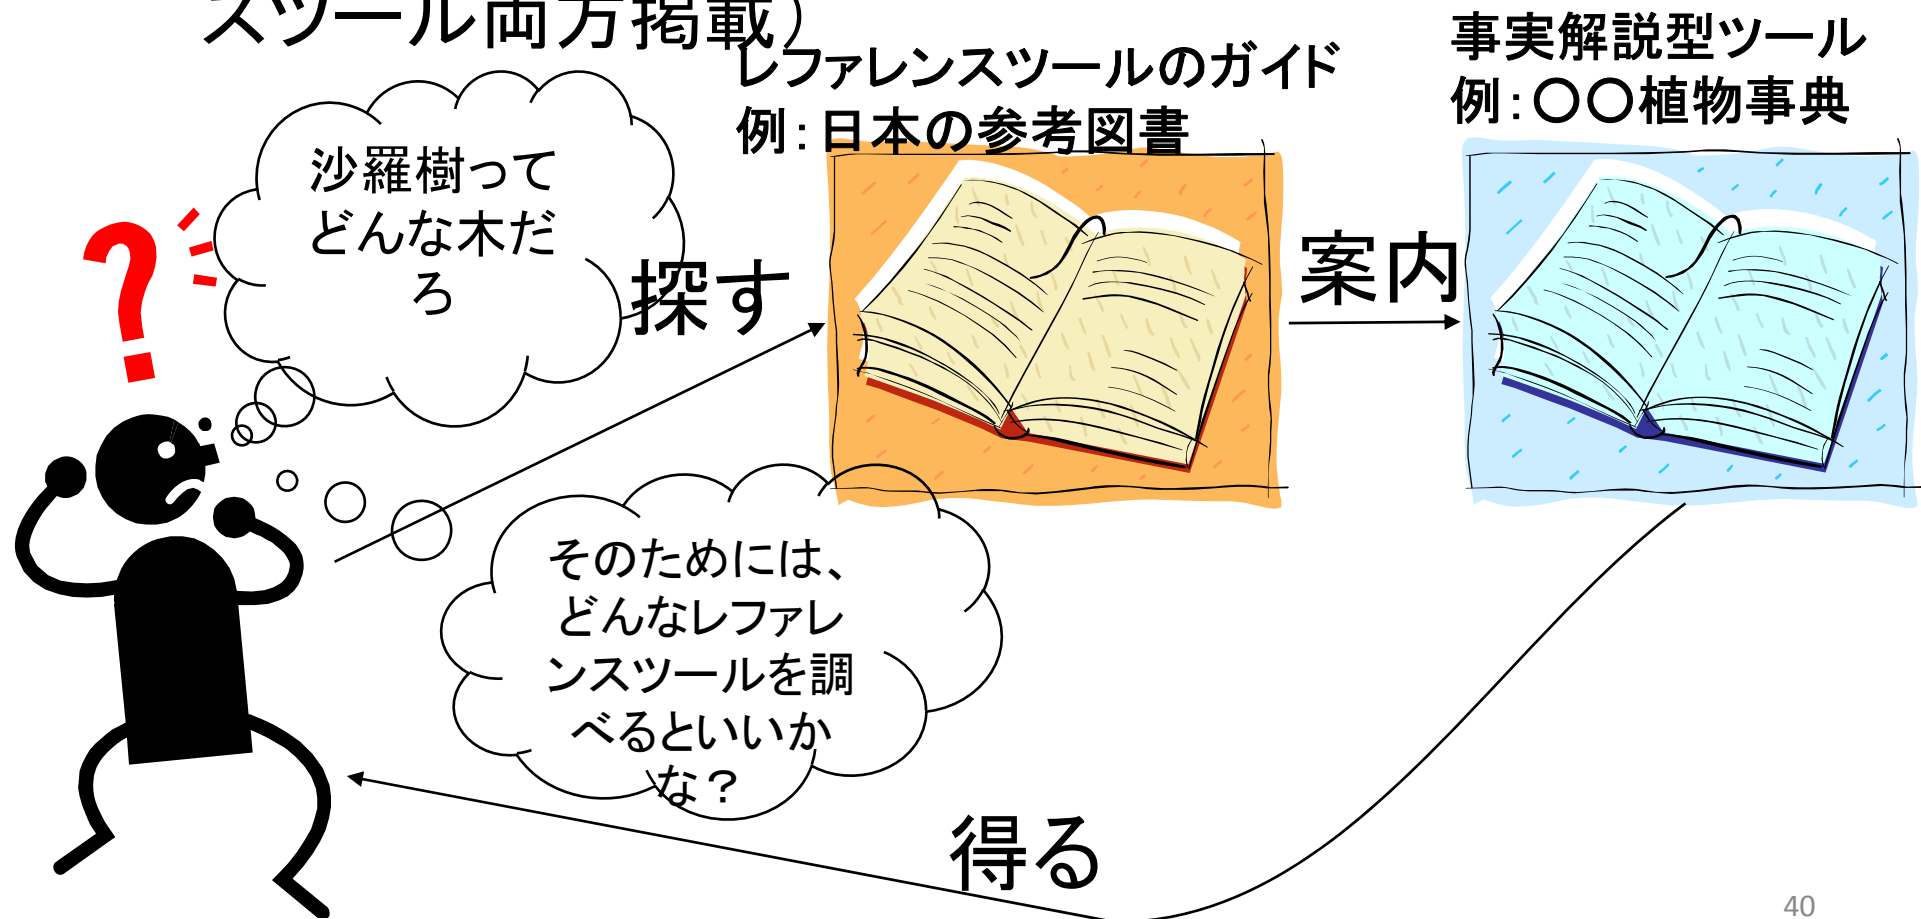 スツール両方掲載）
レファレンスツールのガイド
例：日本の参考図書
事実解説型ツール
例：〇〇植物事典
沙羅樹って
どんな木だ
ろ
探す
案内
そのためには、
どんなレファレ
ンスツールを調
べるといいか
な？
得る
40